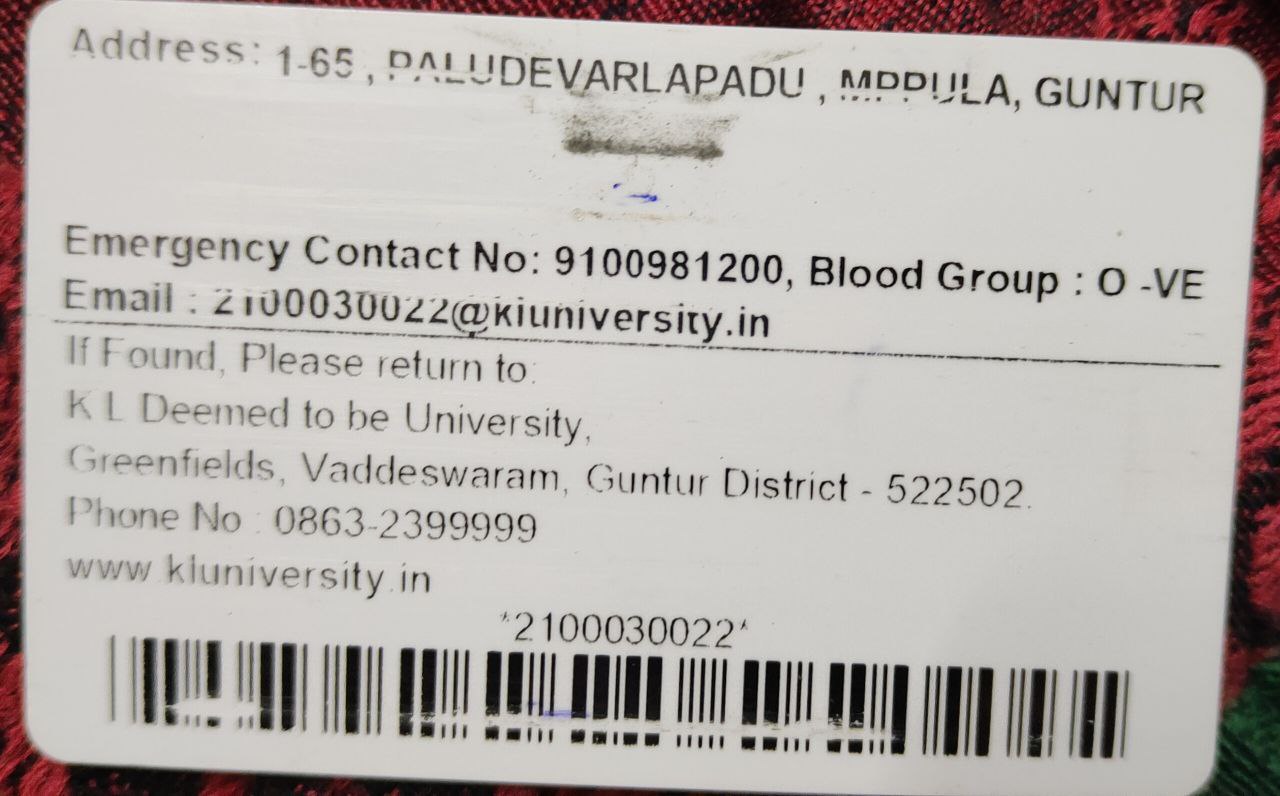 Address: 1-65 , PALUDEVARLAPADU , MPPULA, GUNTUR
Emergency Contact No: 9100981200, Blood Group : O -VE
Email : 2100030022@kluniversity.in
If Found, Please return to:
K L Deemed to be University,
Greenfields, Vaddeswaram, Guntur District - 522502.
Phone No : 0863-2399999
www.kluniversity.in
*2100030022*